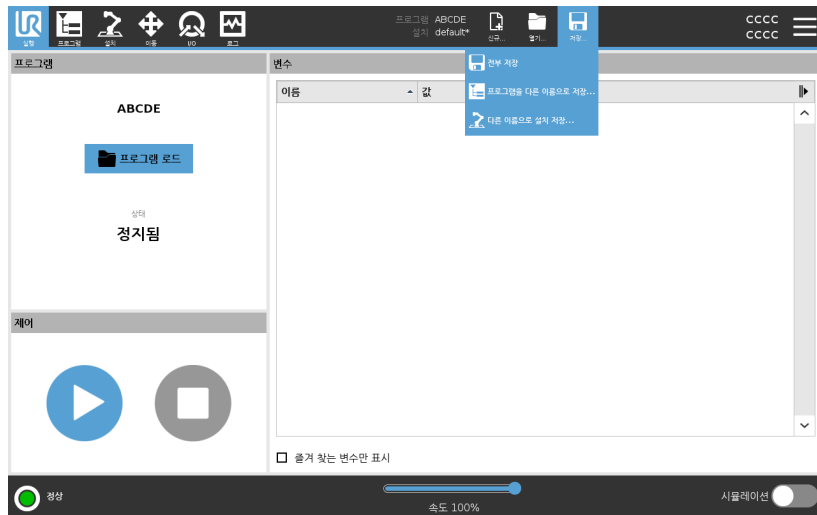 프로그램 ABCDE
설치 default*
cccc
cccc
실행
프로그램
설치
이동
I/O
로그
신규...
열기...
저장...
프로그램
변수
전부 저장
프로그램을 다른 이름으로 저장...
다른 이름으로 설치 저장...
이름
값
ABCDE
프로그램 로드
상태
정지됨
제어
즐겨 찾는 변수만 표시
정상
속도 100%
시뮬레이션